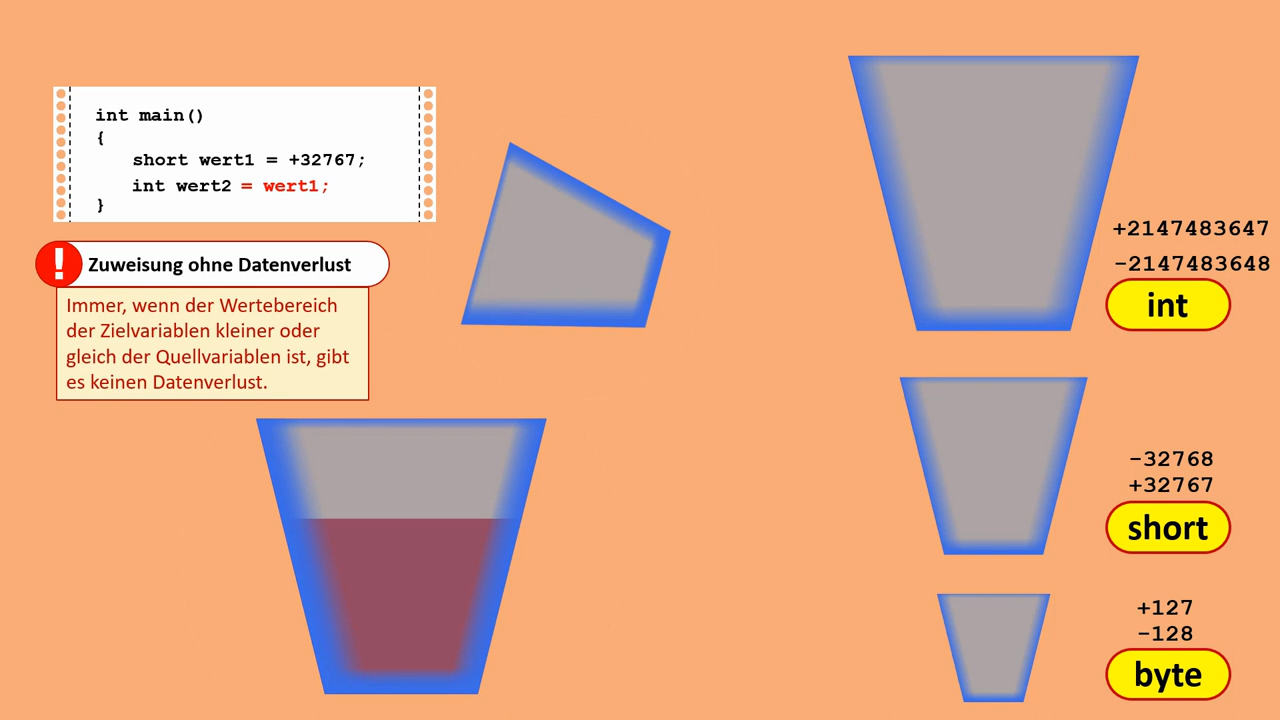 int main()
{
short wert1 = +32767;
int wert2 = wert1;
}
! Zuweisung ohne Datenverlust
Immer, wenn der Wertebereich
der Zielvariablen kleiner oder
gleich der Quellvariablen ist, gibt
es keinen Datenverlust.
+2147483647
-2147483648
int
-32768
+32767
short
+127
-128
byte